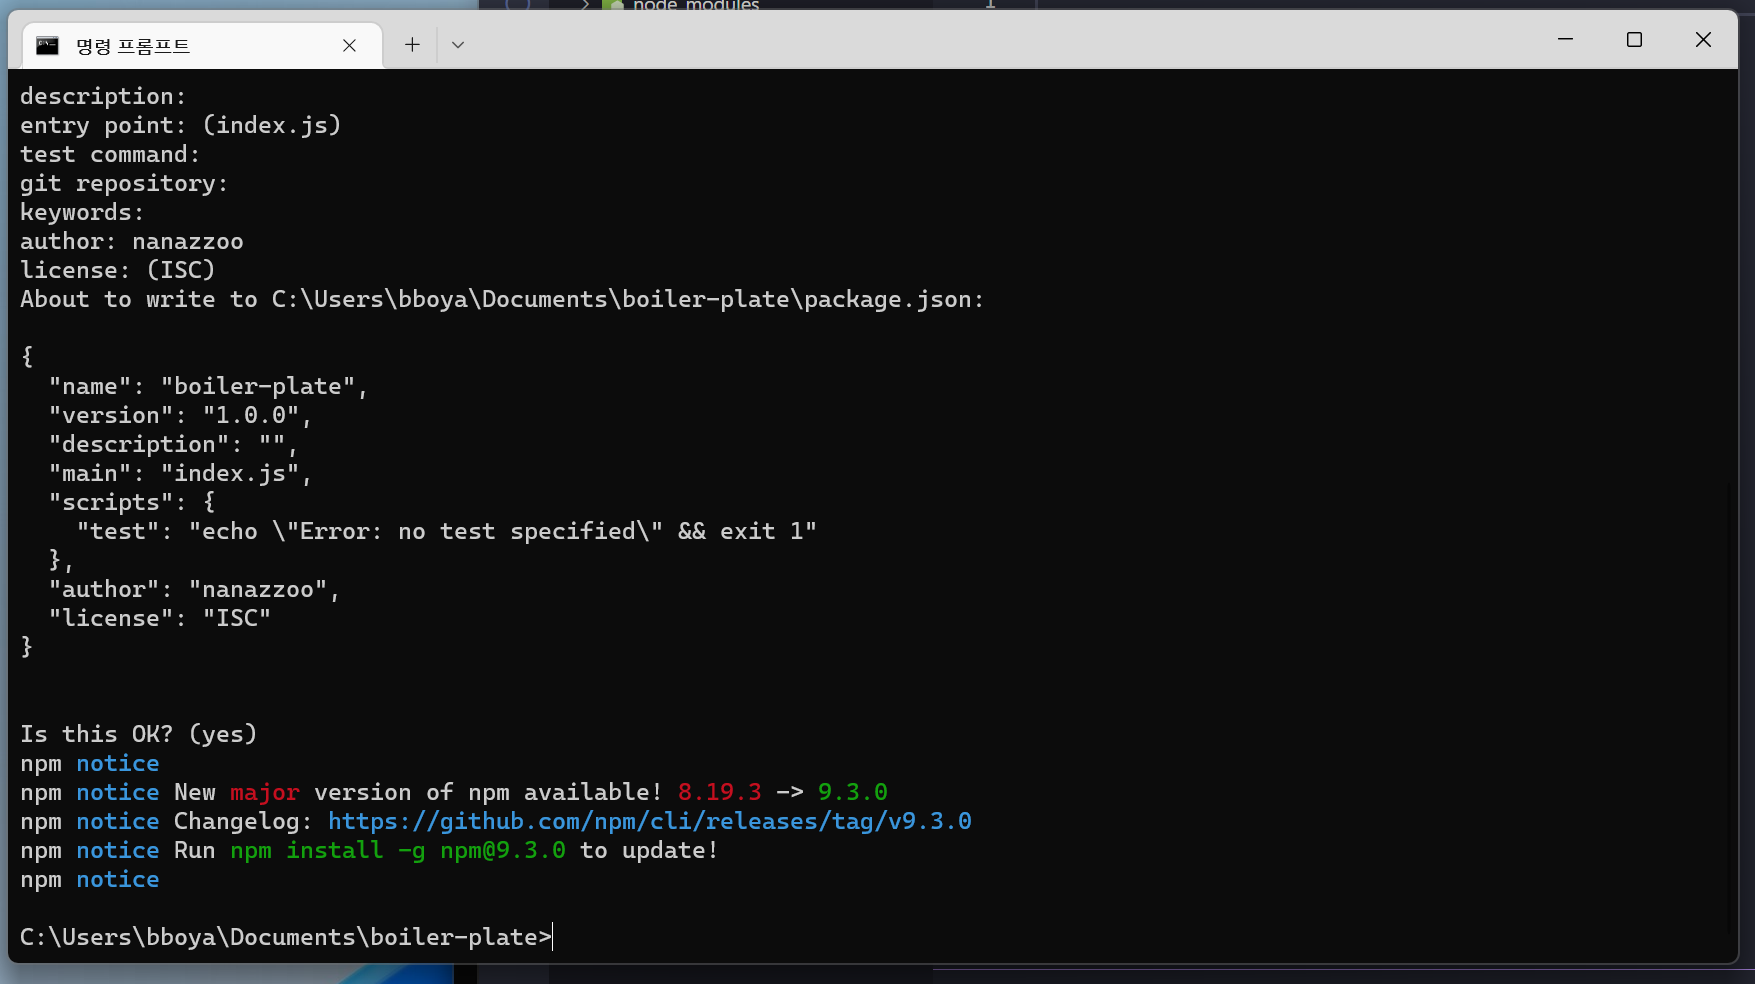 node_modules
1
명령 프롬프트
description:
entry point: (index.js)
test command:
git repository:
keywords:
author: nanazzoo
license: (ISC)
About to write to C:\Users\bboya\Documents\boiler-plate\package.json:
{
  "name": "boiler-plate",
  "version": "1.0.0",
  "description": "",
  "main": "index.js",
  "scripts": {
    "test": "echo \"Error: no test specified\" && exit 1"
  },
  "author": "nanazzoo",
  "license": "ISC"
}
Is this OK? (yes)
npm notice
npm notice New major version of npm available! 8.19.3 -> 9.3.0
npm notice Changelog: https://github.com/npm/cli/releases/tag/v9.3.0
npm notice Run npm install -g npm@9.3.0 to update!
npm notice
C:\Users\bboya\Documents\boiler-plate>